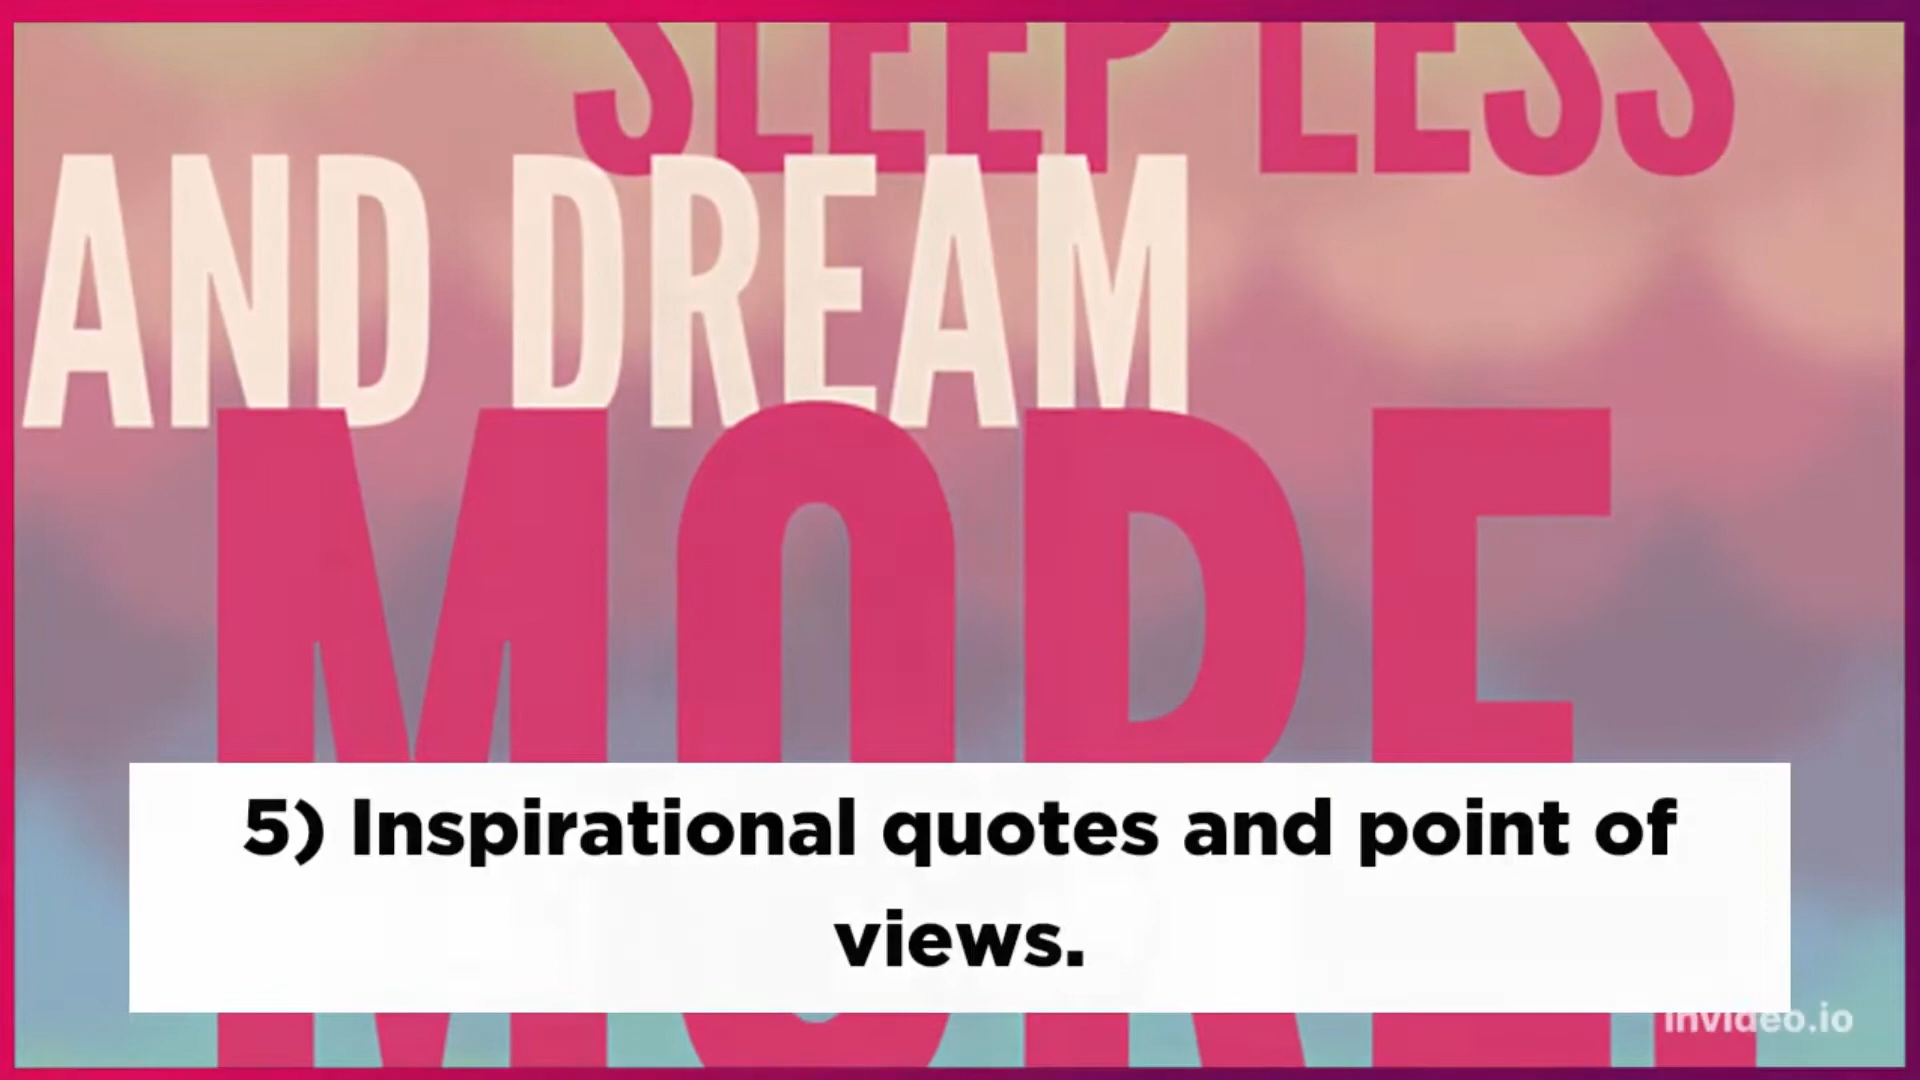 SLEEP LESS
AND DREAM
MORE.
5) Inspirational quotes and point of
views.
invideo.io